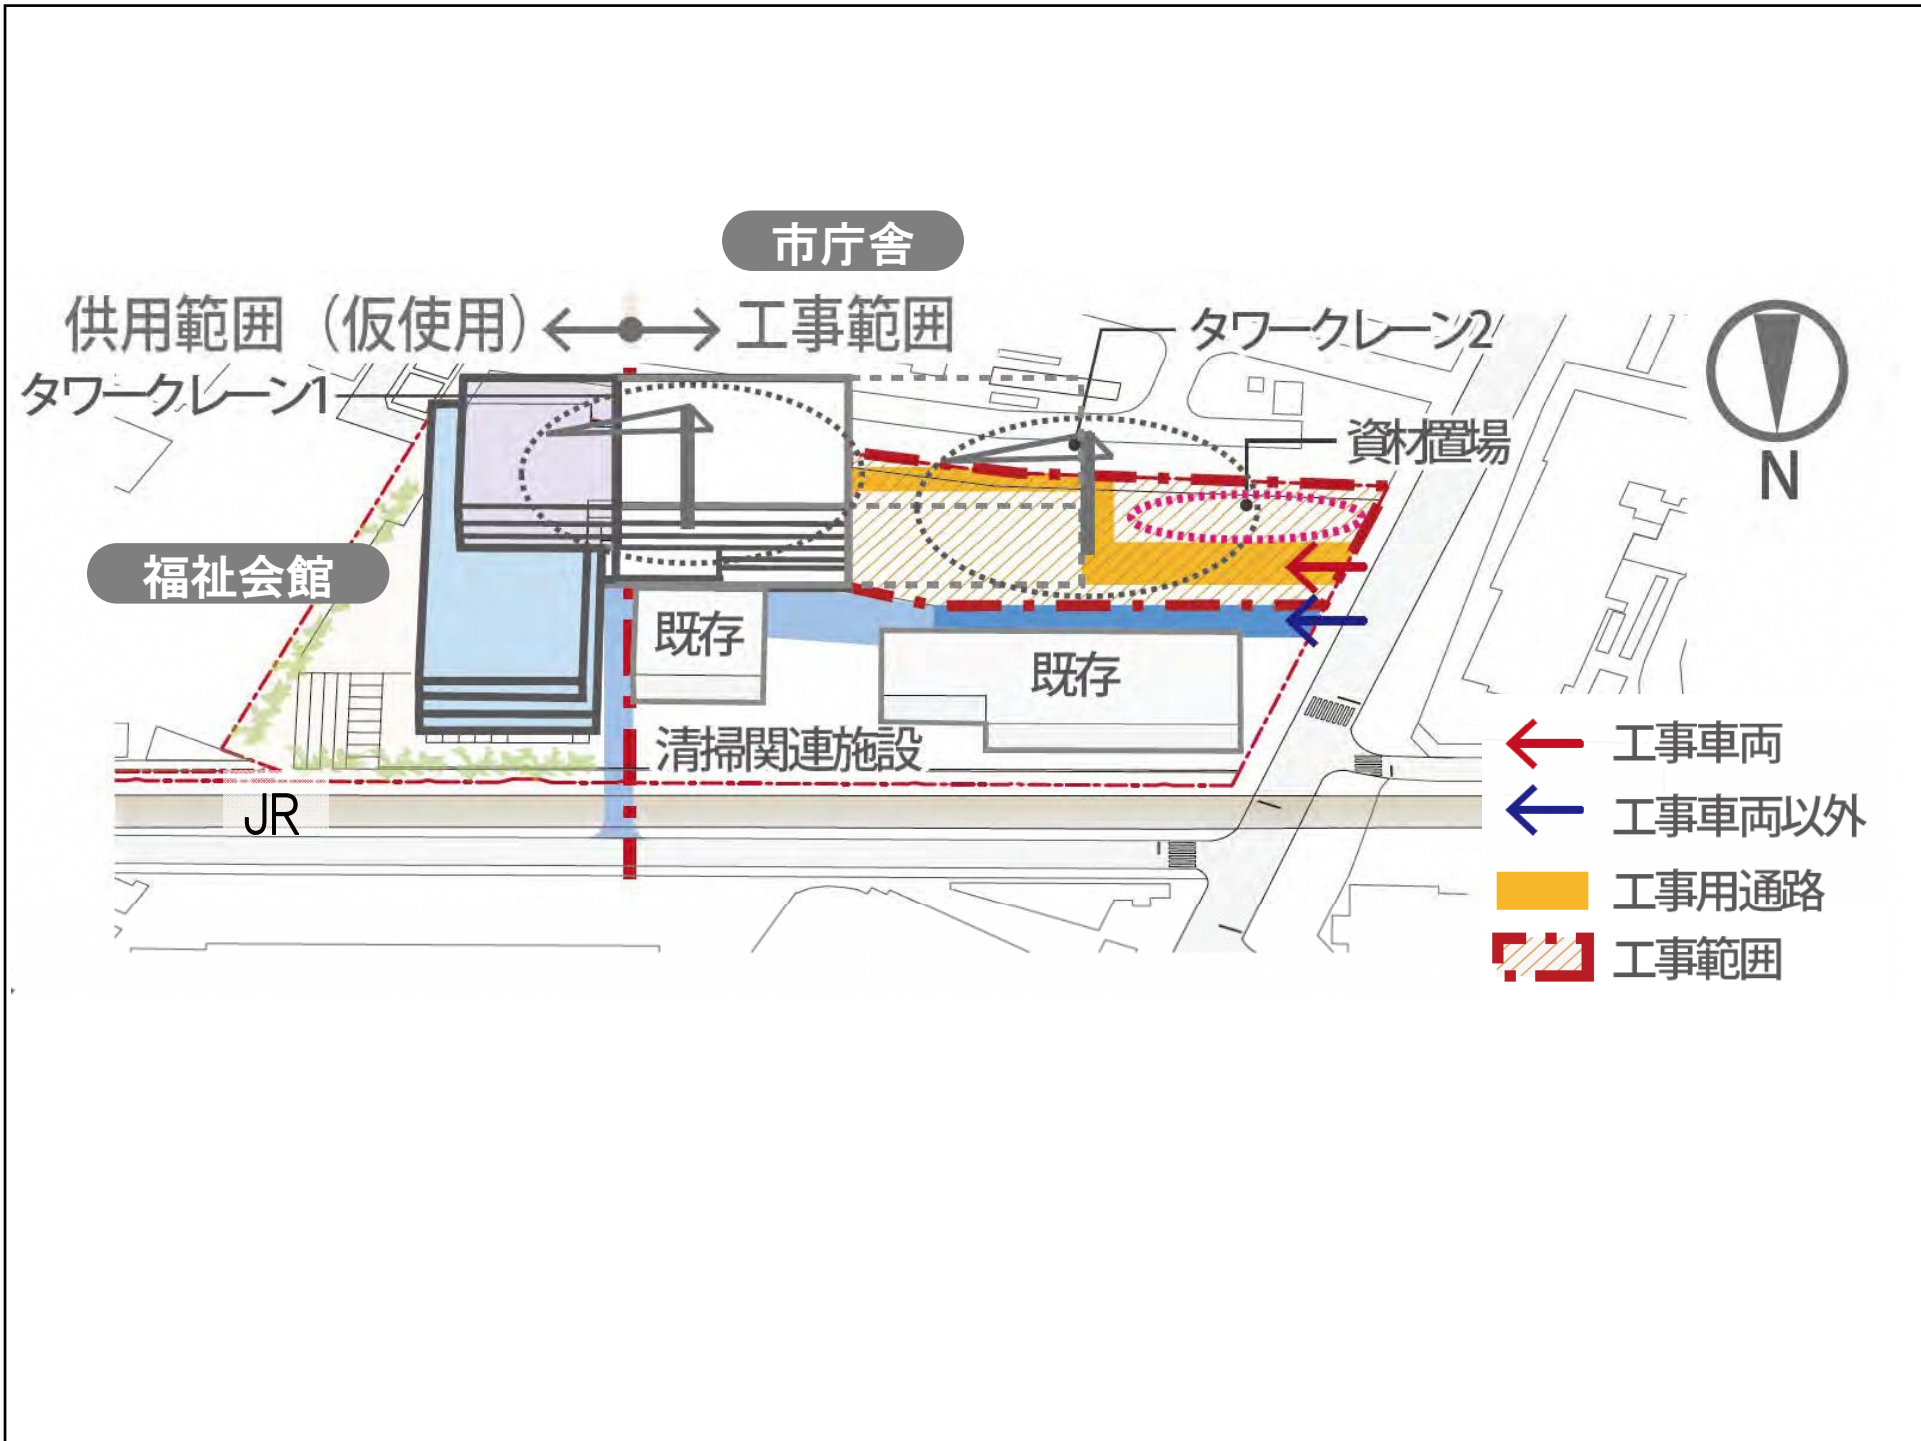 市庁舎
供用範囲（仮使用）
工事範囲
タワークレーン2
タワークレーン1
資材置場
N
福祉会館
既存
既存
清掃関連施設
JR
工事車両
工事車両以外
工事用通路
工事範囲